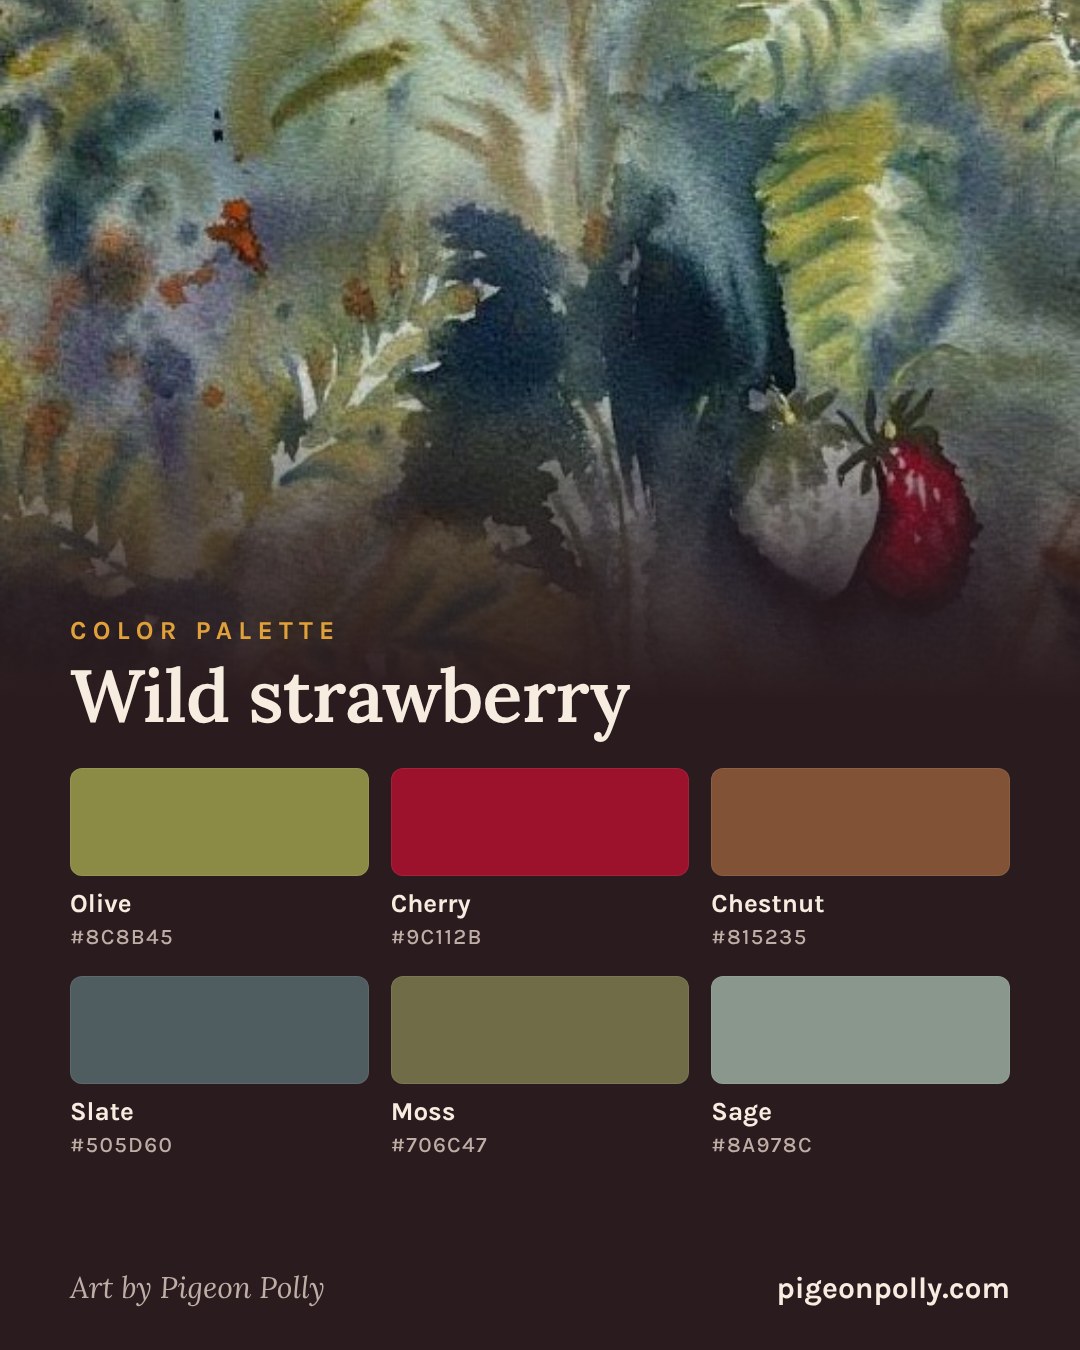 COLOR PALETTE
Wild strawberry
Olive
#8C8B45
Cherry
#9C112B
Chestnut
#815235
Slate
#505D60
Moss
#706C47
Sage
#8A978C
Art by Pigeon Polly
pigeonpolly.com